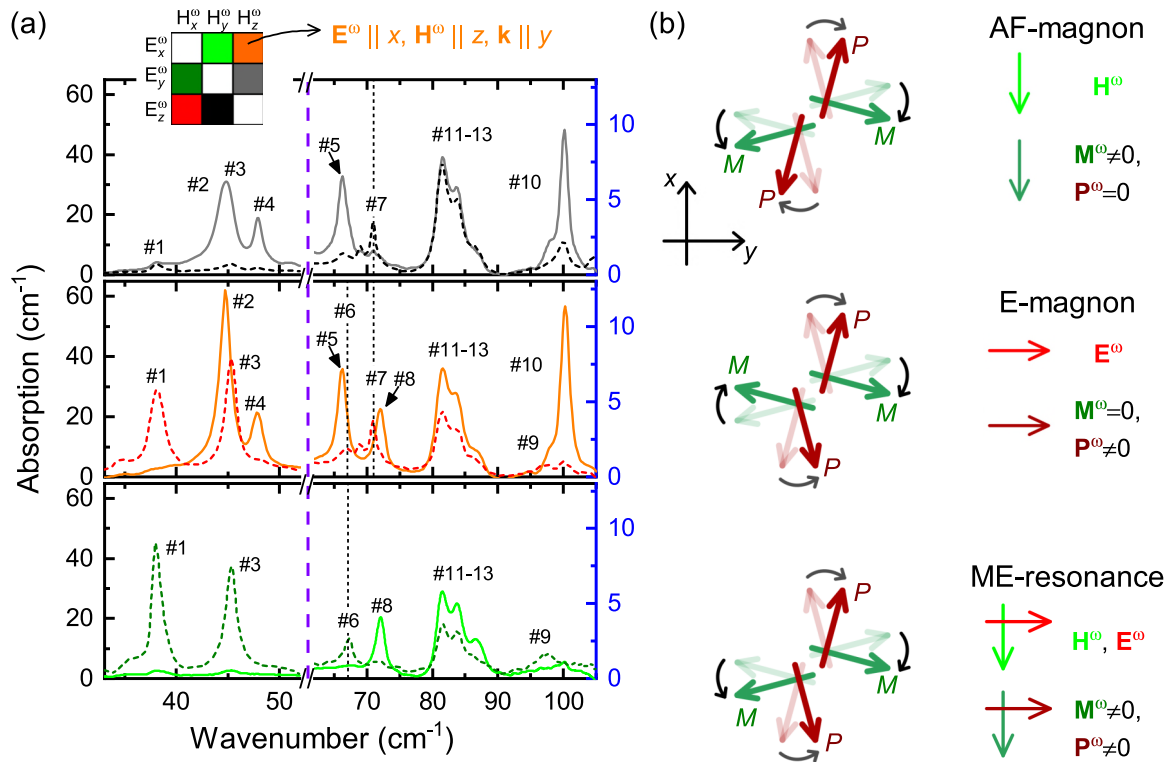 (a)
H^ω_x H^ω_y H^ω_z
E^ω_x
E^ω_y
E^ω_z
E^ω || x, H^ω || z, k || y
Absorption (cm⁻¹)
60
40
20
0
10
5
0
#1
#2
#3
#4
#5
#7
#11-13
#10
60
40
20
0
10
5
0
#1
#2
#3
#4
#5
#6
#7
#8
#11-13
#10
#9
60
40
20
0
10
5
0
#1
#3
#6
#8
#11-13
#9
40 50 70 80 90 100
Wavenumber (cm⁻¹)
(b)
P
M
M
P
x
y
AF-magnon
H^ω
M^ω≠0,
P^ω=0
P
M
M
P
E-magnon
E^ω
M^ω=0,
P^ω≠0
P
M
M
P
ME-resonance
H^ω, E^ω
M^ω≠0,
P^ω≠0